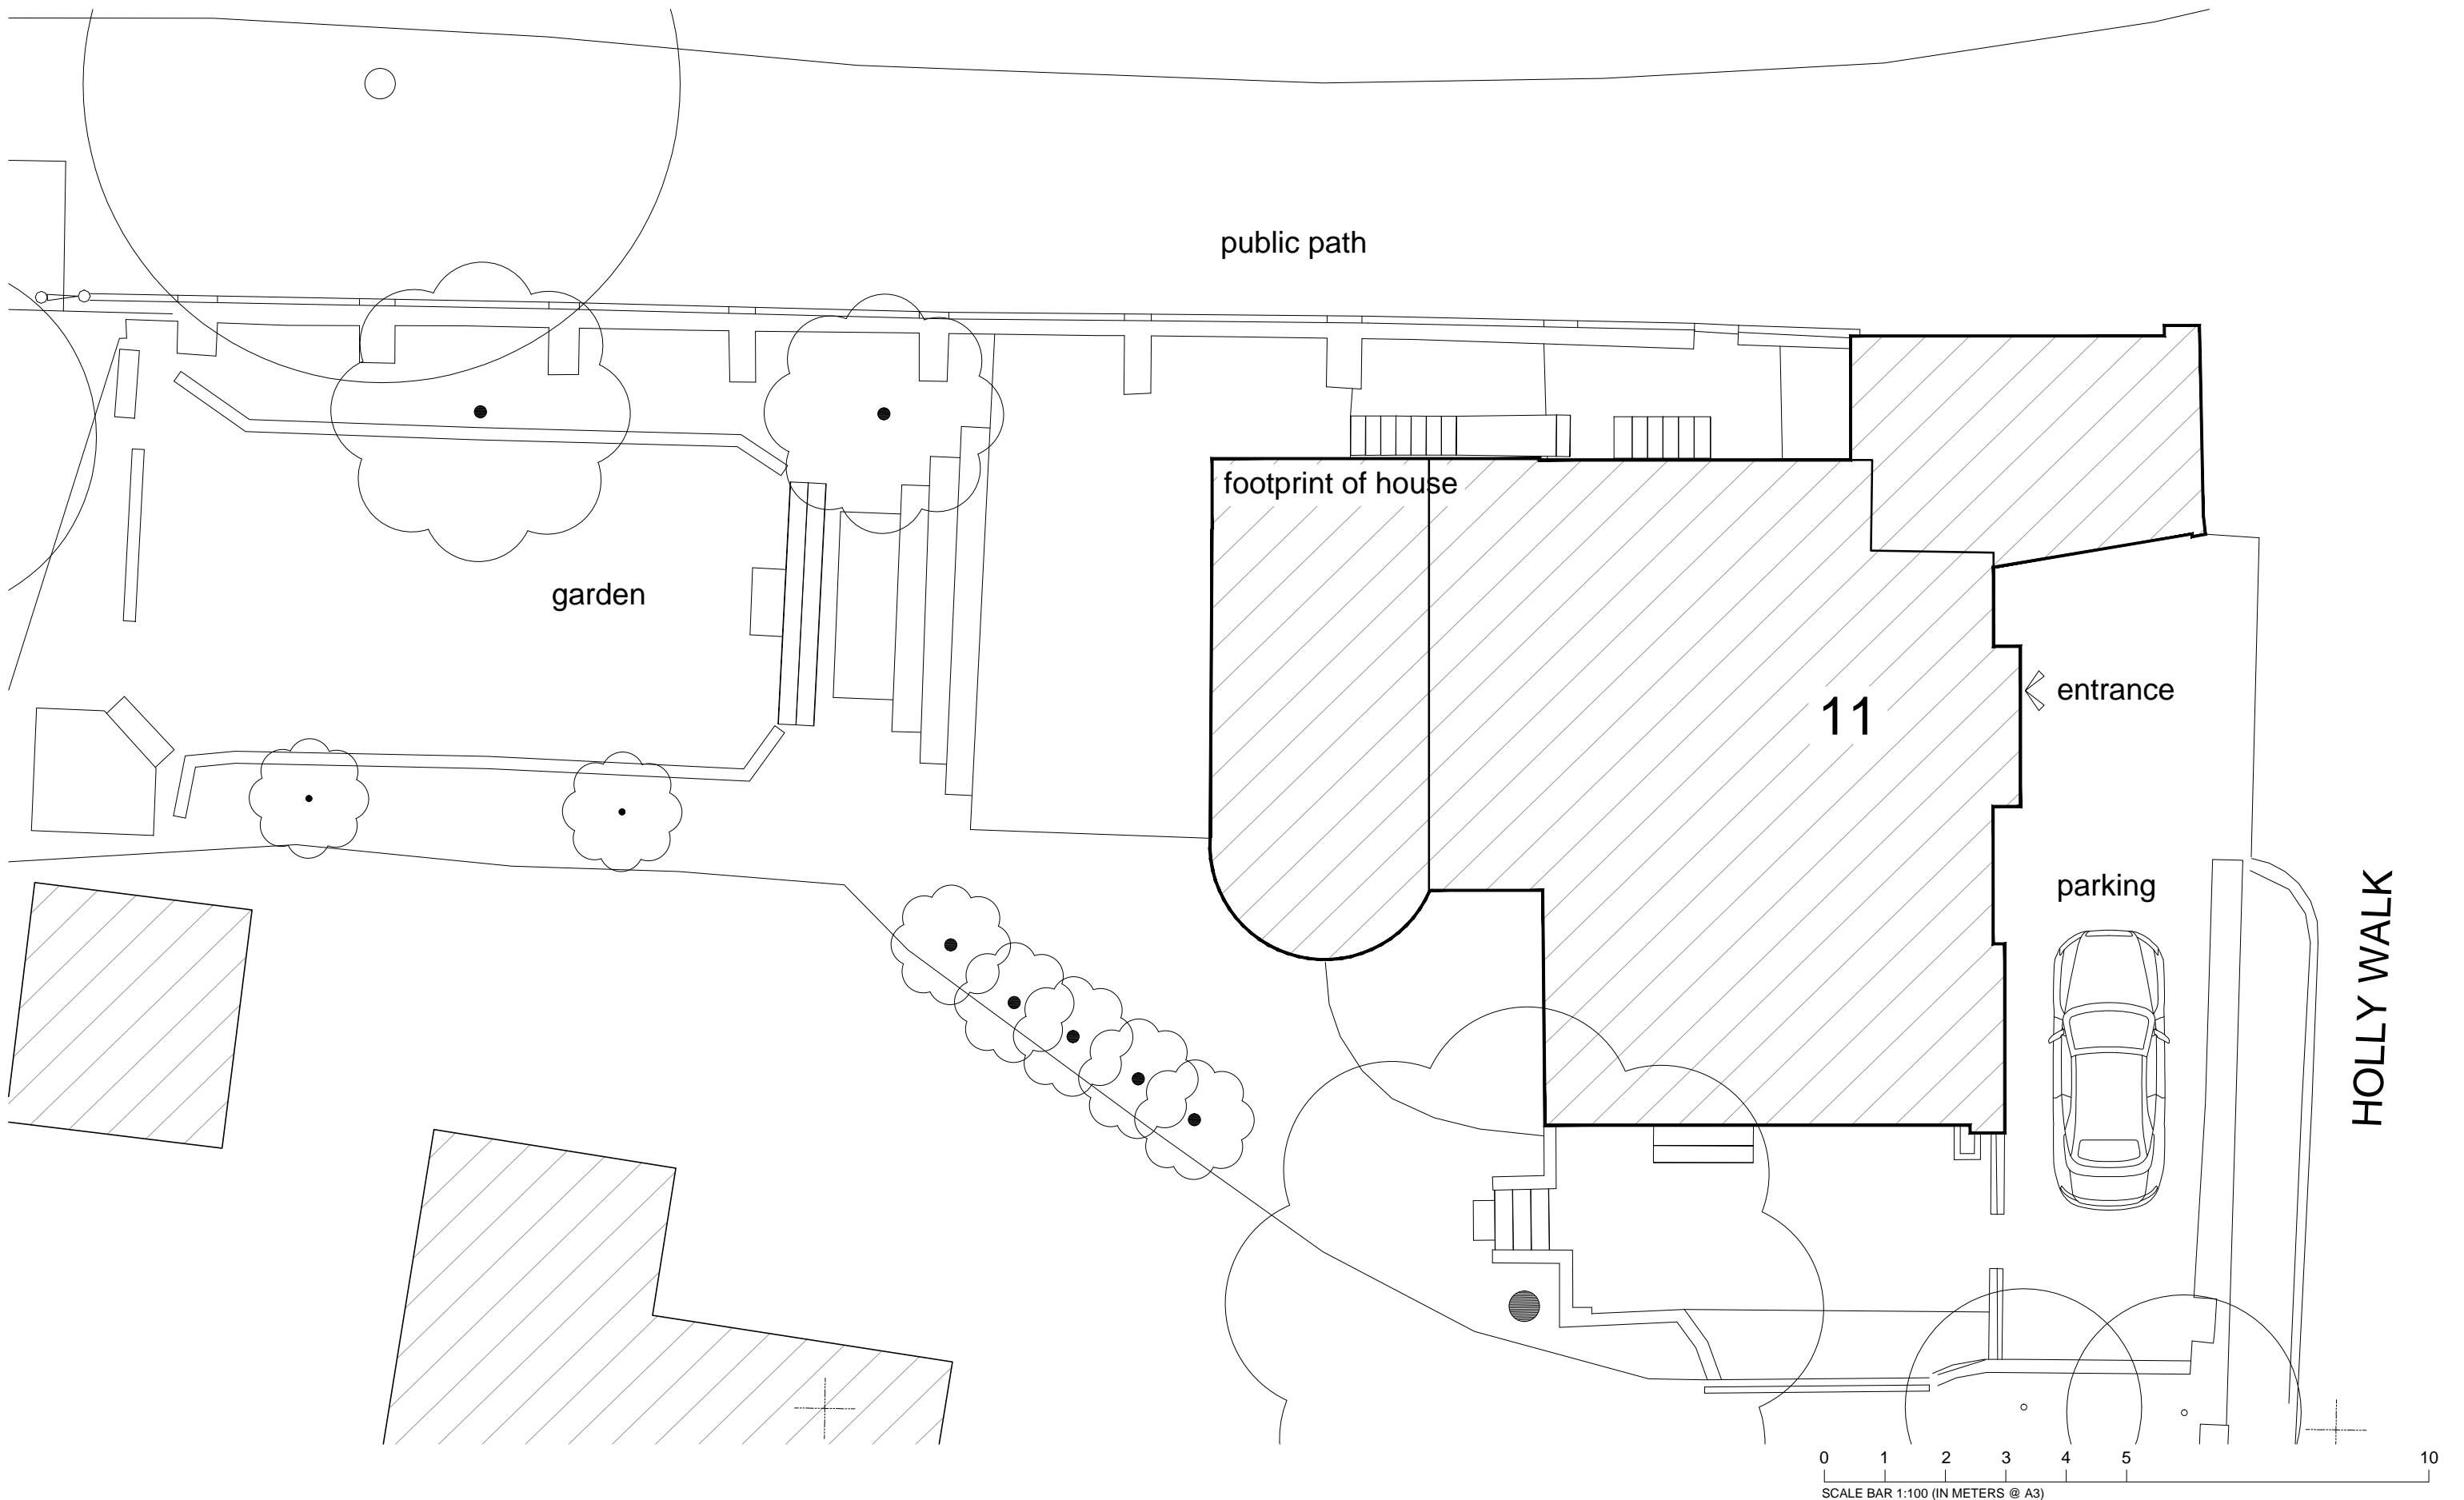 public path
footprint of house
garden
entrance
11
parking
HOLLY WALK
0 1 2 3 4 5 10
SCALE BAR 1:100 (IN METERS @ A3)